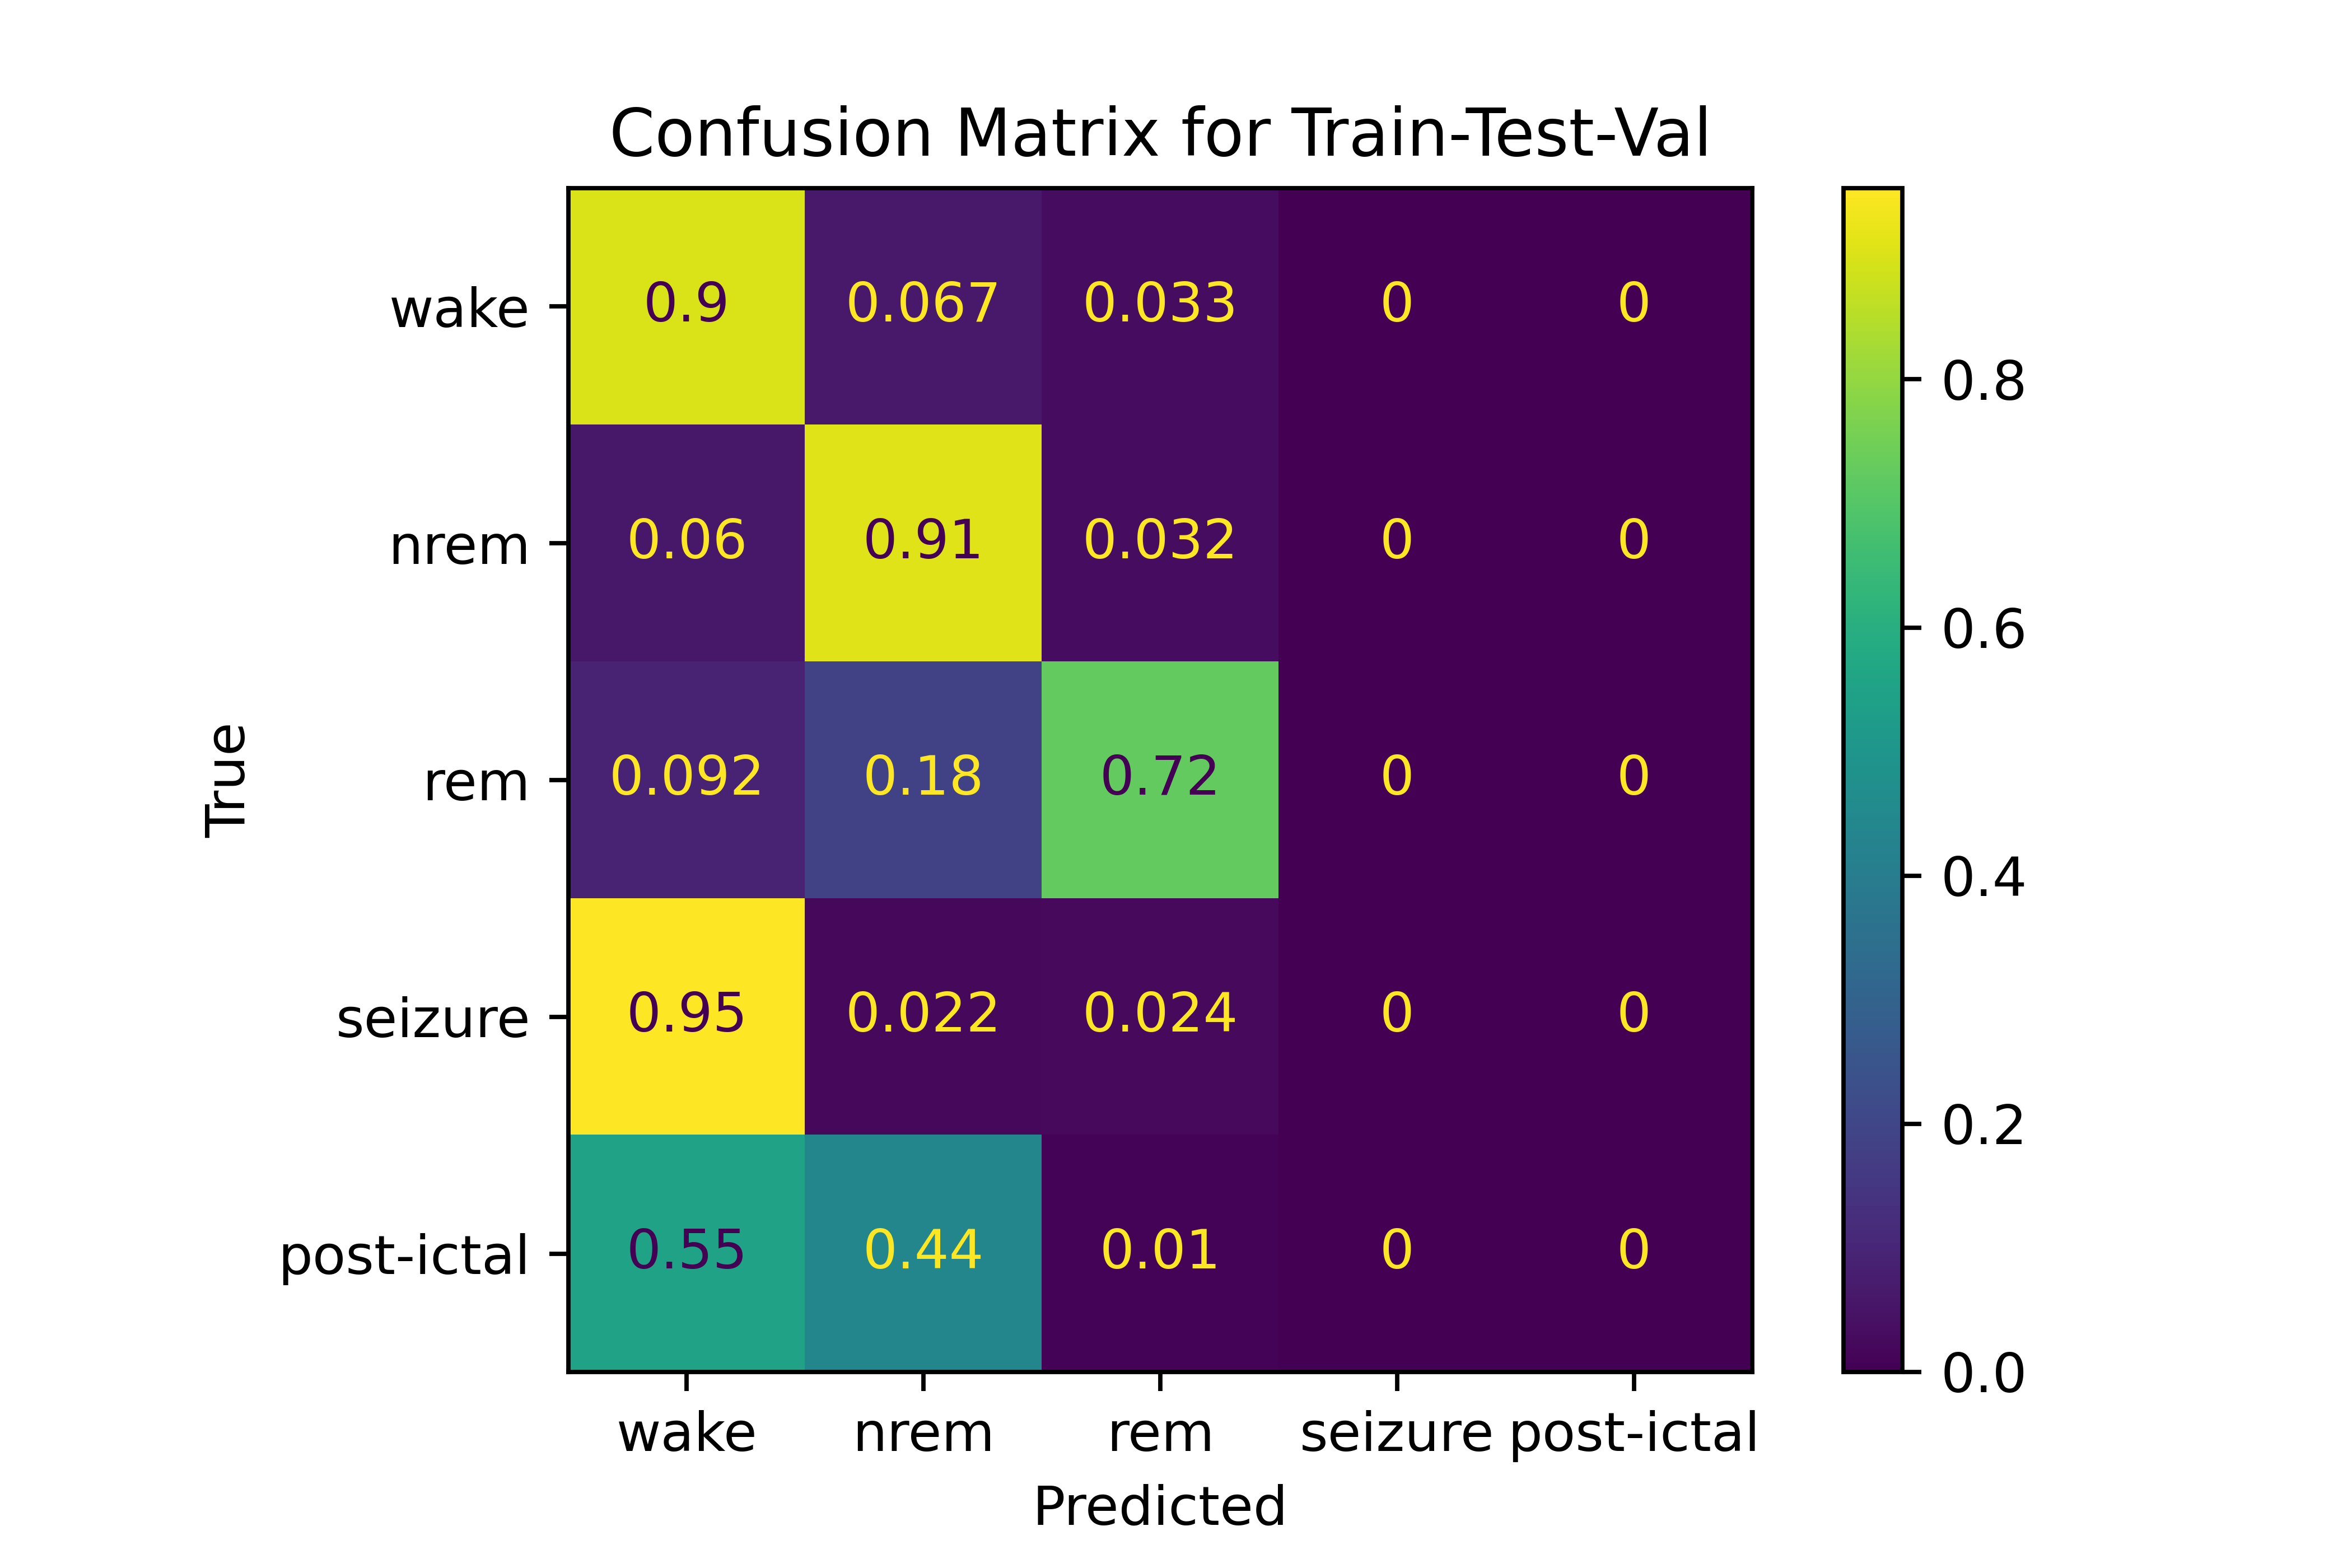 Confusion Matrix for Train-Test-Val
True
wake 0.9 0.067 0.033 0 0
nrem 0.06 0.91 0.032 0 0
rem 0.092 0.18 0.72 0 0
seizure 0.95 0.022 0.024 0 0
post-ictal 0.55 0.44 0.01 0 0
wake nrem rem seizure post-ictal
Predicted
0.8
0.6
0.4
0.2
0.0